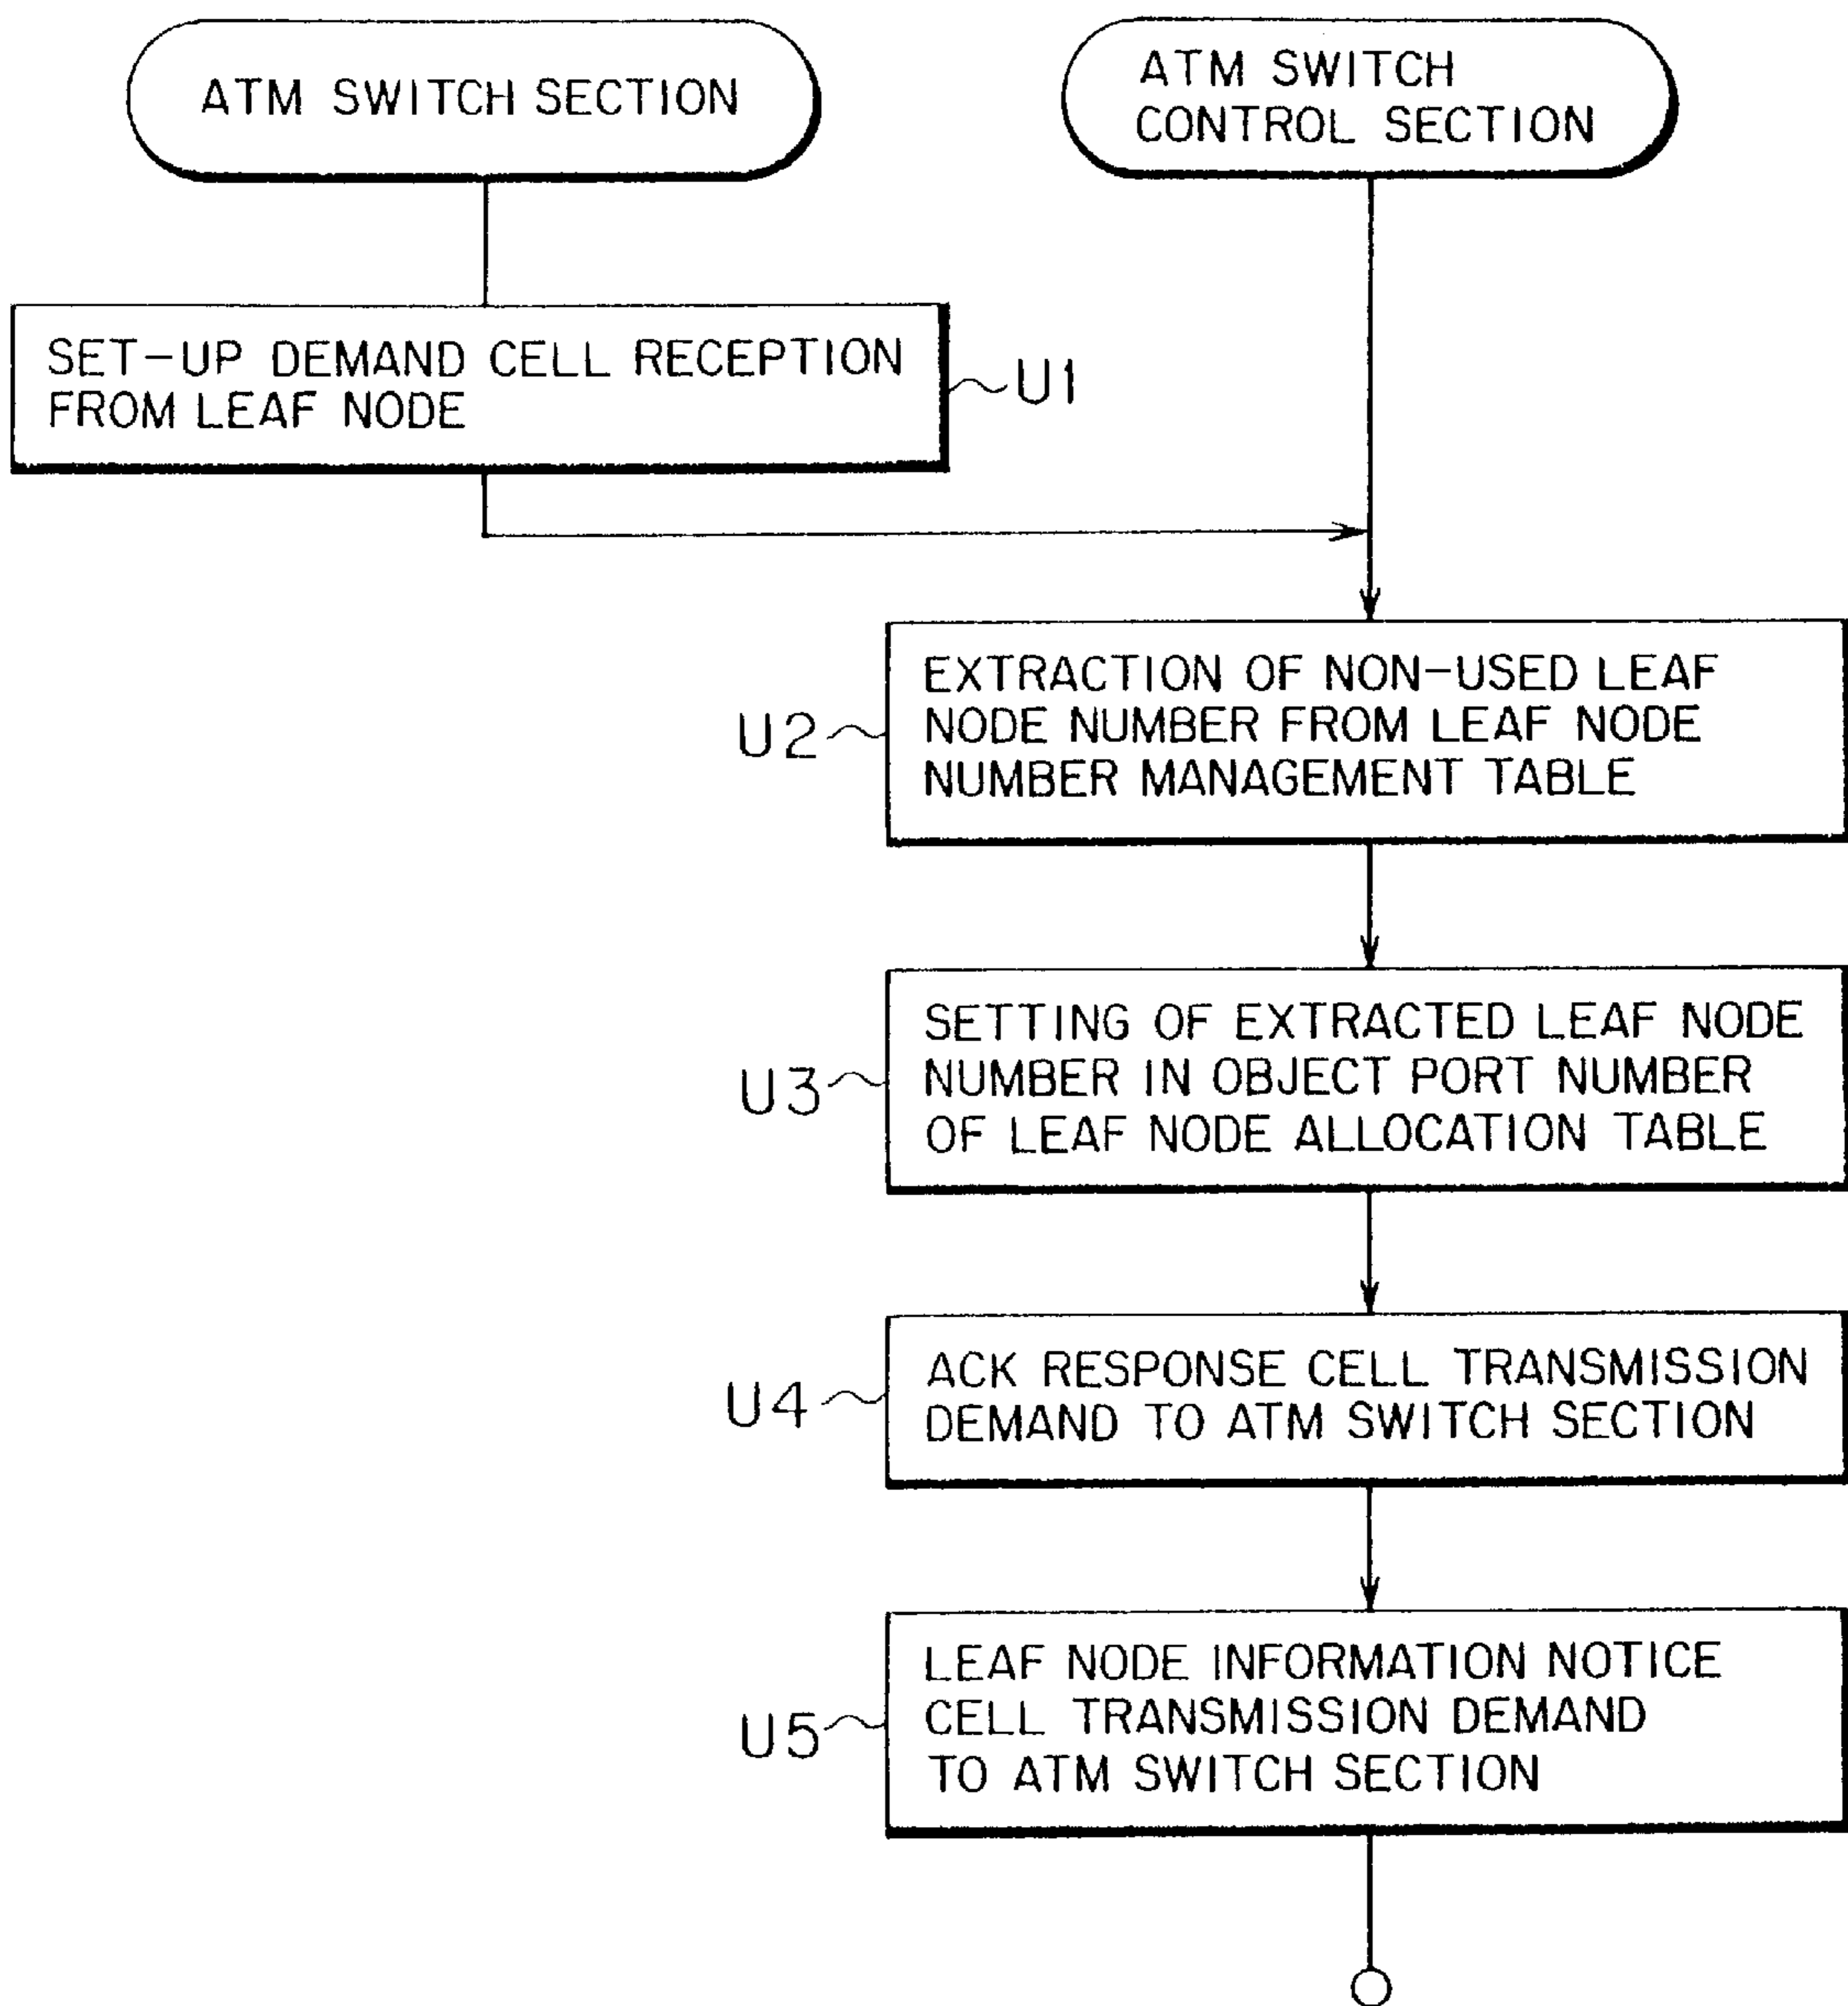 ATM SWITCH SECTION
ATM SWITCH
CONTROL SECTION
SET-UP DEMAND CELL RECEPTION
FROM LEAF NODE
U1
U2
EXTRACTION OF NON-USED LEAF
NODE NUMBER FROM LEAF NODE
NUMBER MANAGEMENT TABLE
U3
SETTING OF EXTRACTED LEAF NODE
NUMBER IN OBJECT PORT NUMBER
OF LEAF NODE ALLOCATION TABLE
U4
ACK RESPONSE CELL TRANSMISSION
DEMAND TO ATM SWITCH SECTION
U5
LEAF NODE INFORMATION NOTICE
CELL TRANSMISSION DEMAND
TO ATM SWITCH SECTION